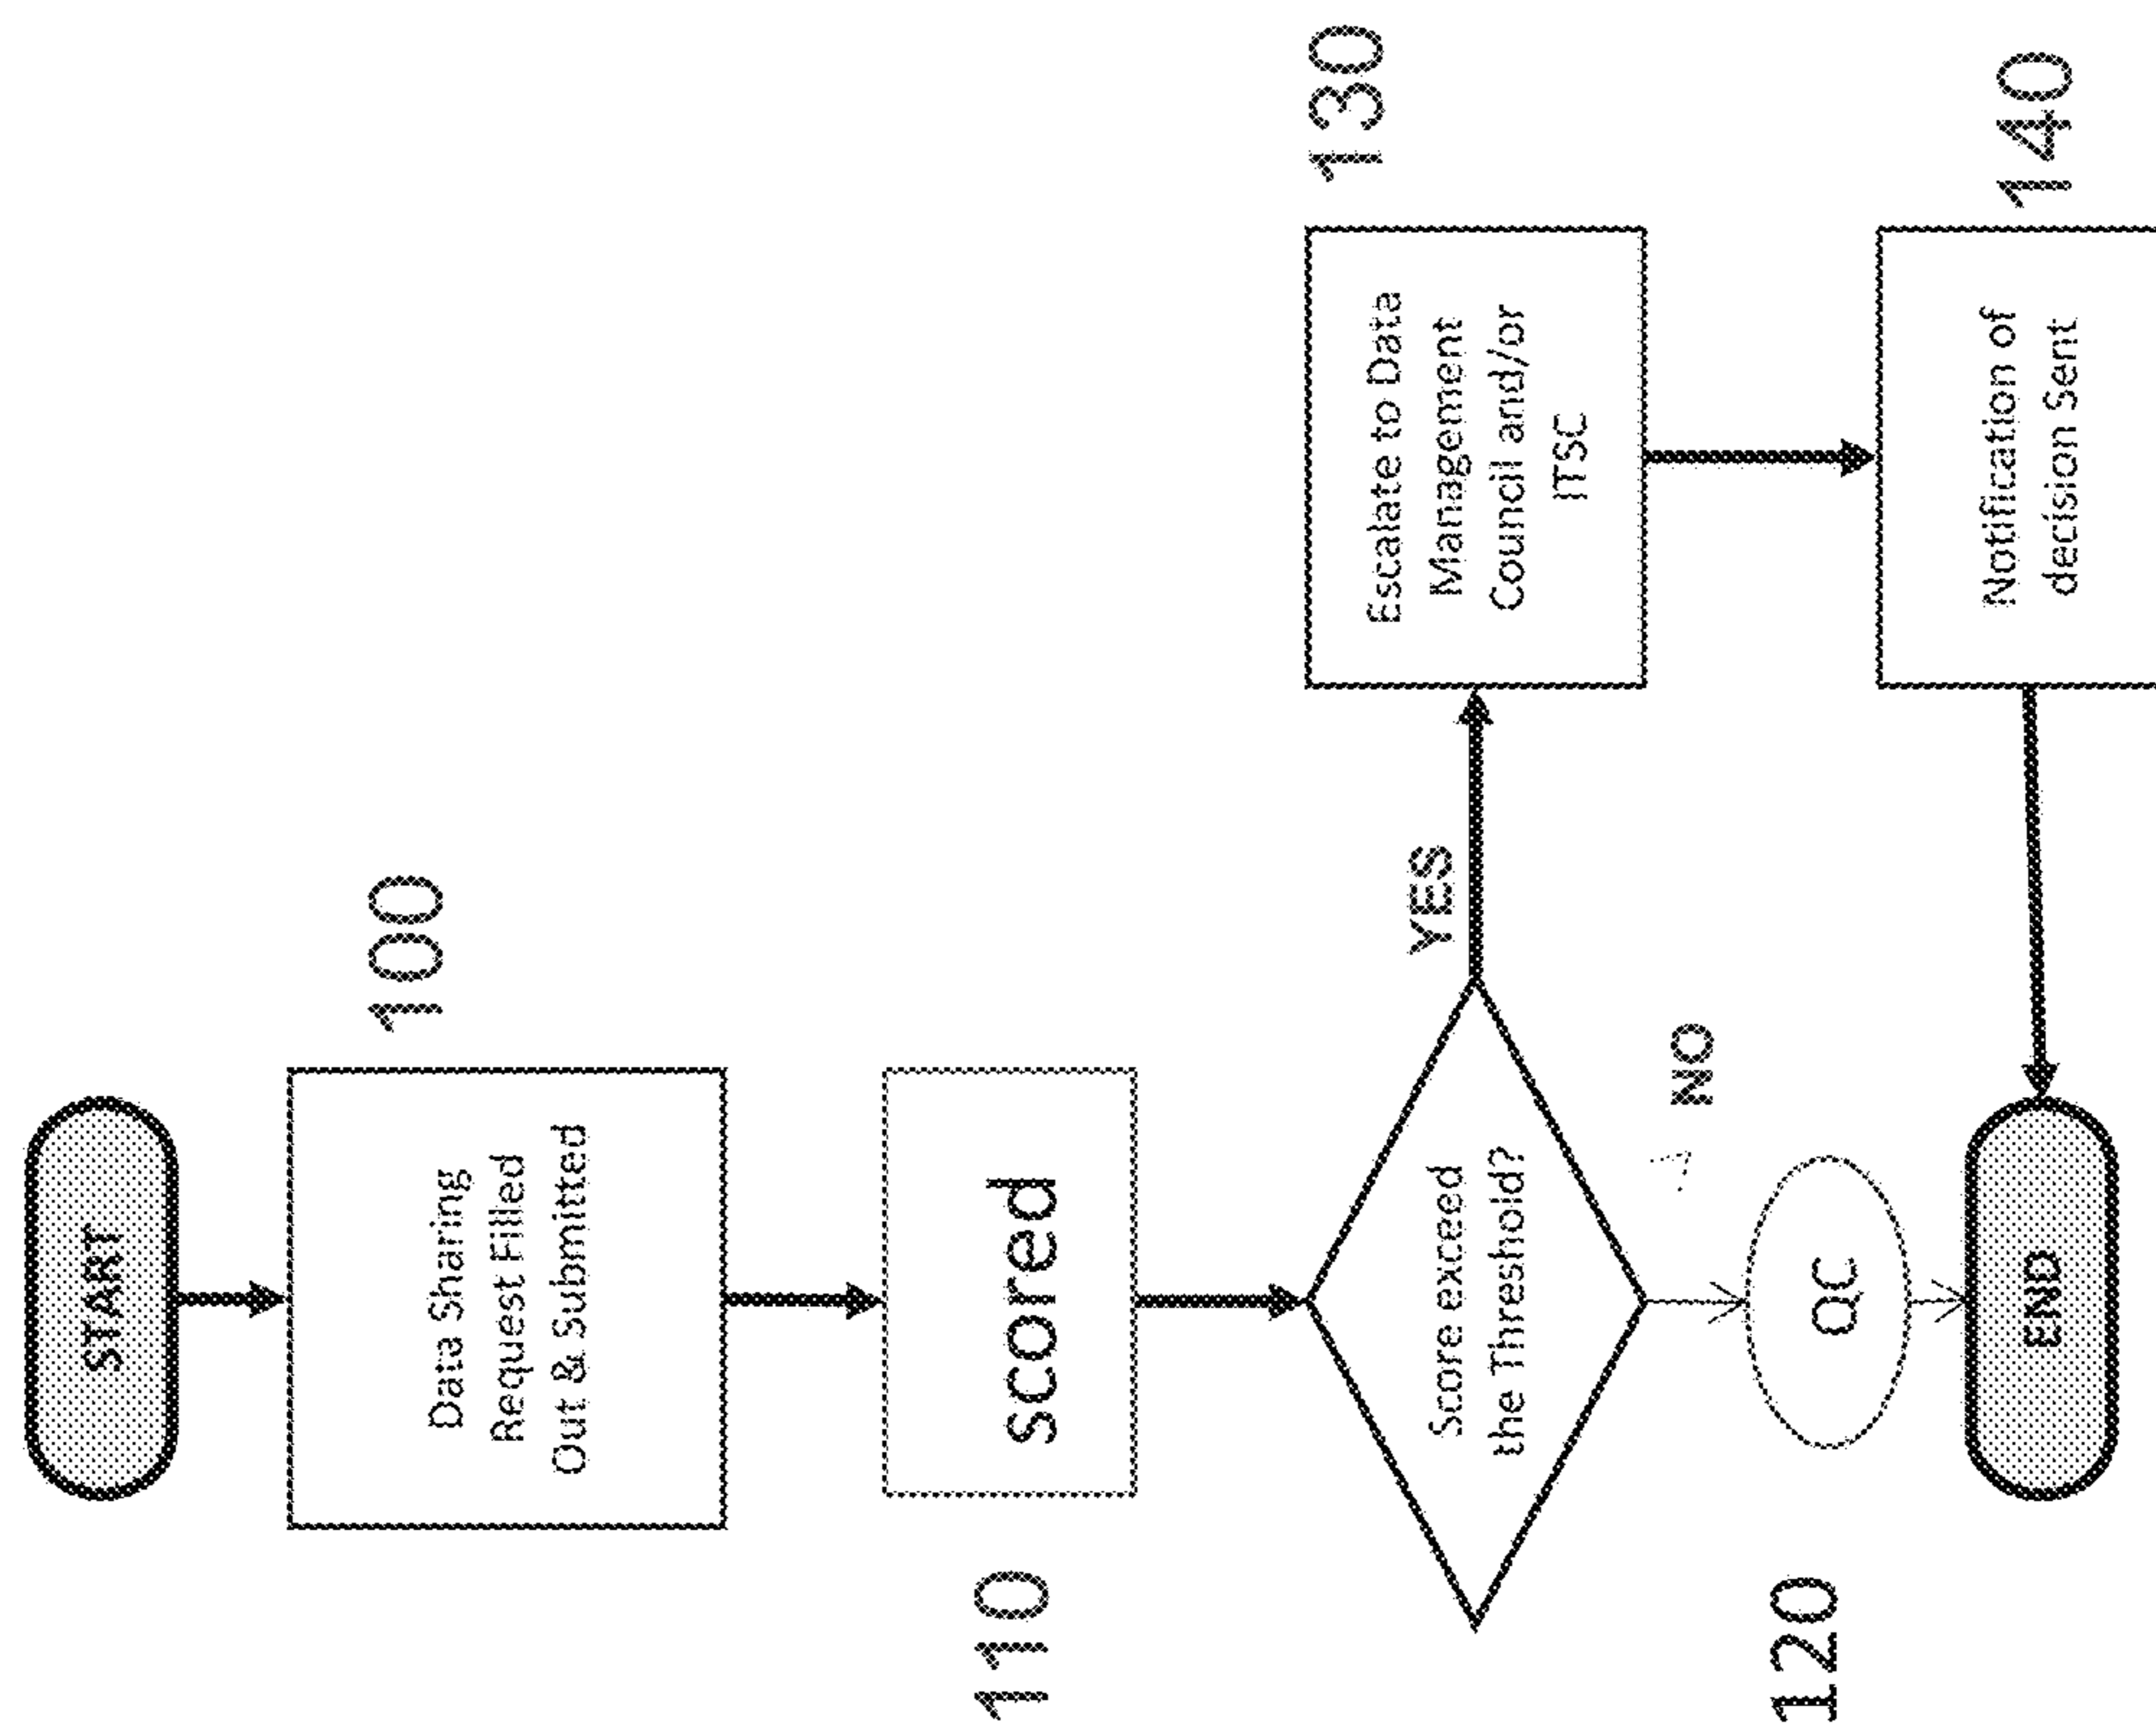 START
100
Data Sharing
Request Filled
Out & Submitted
110
scored
Score exceed
the Threshold?
YES
130
Escalate to Data
Management
Council and/or
ITSC
NO
120
QC
140
Notification of
decision Sent
END